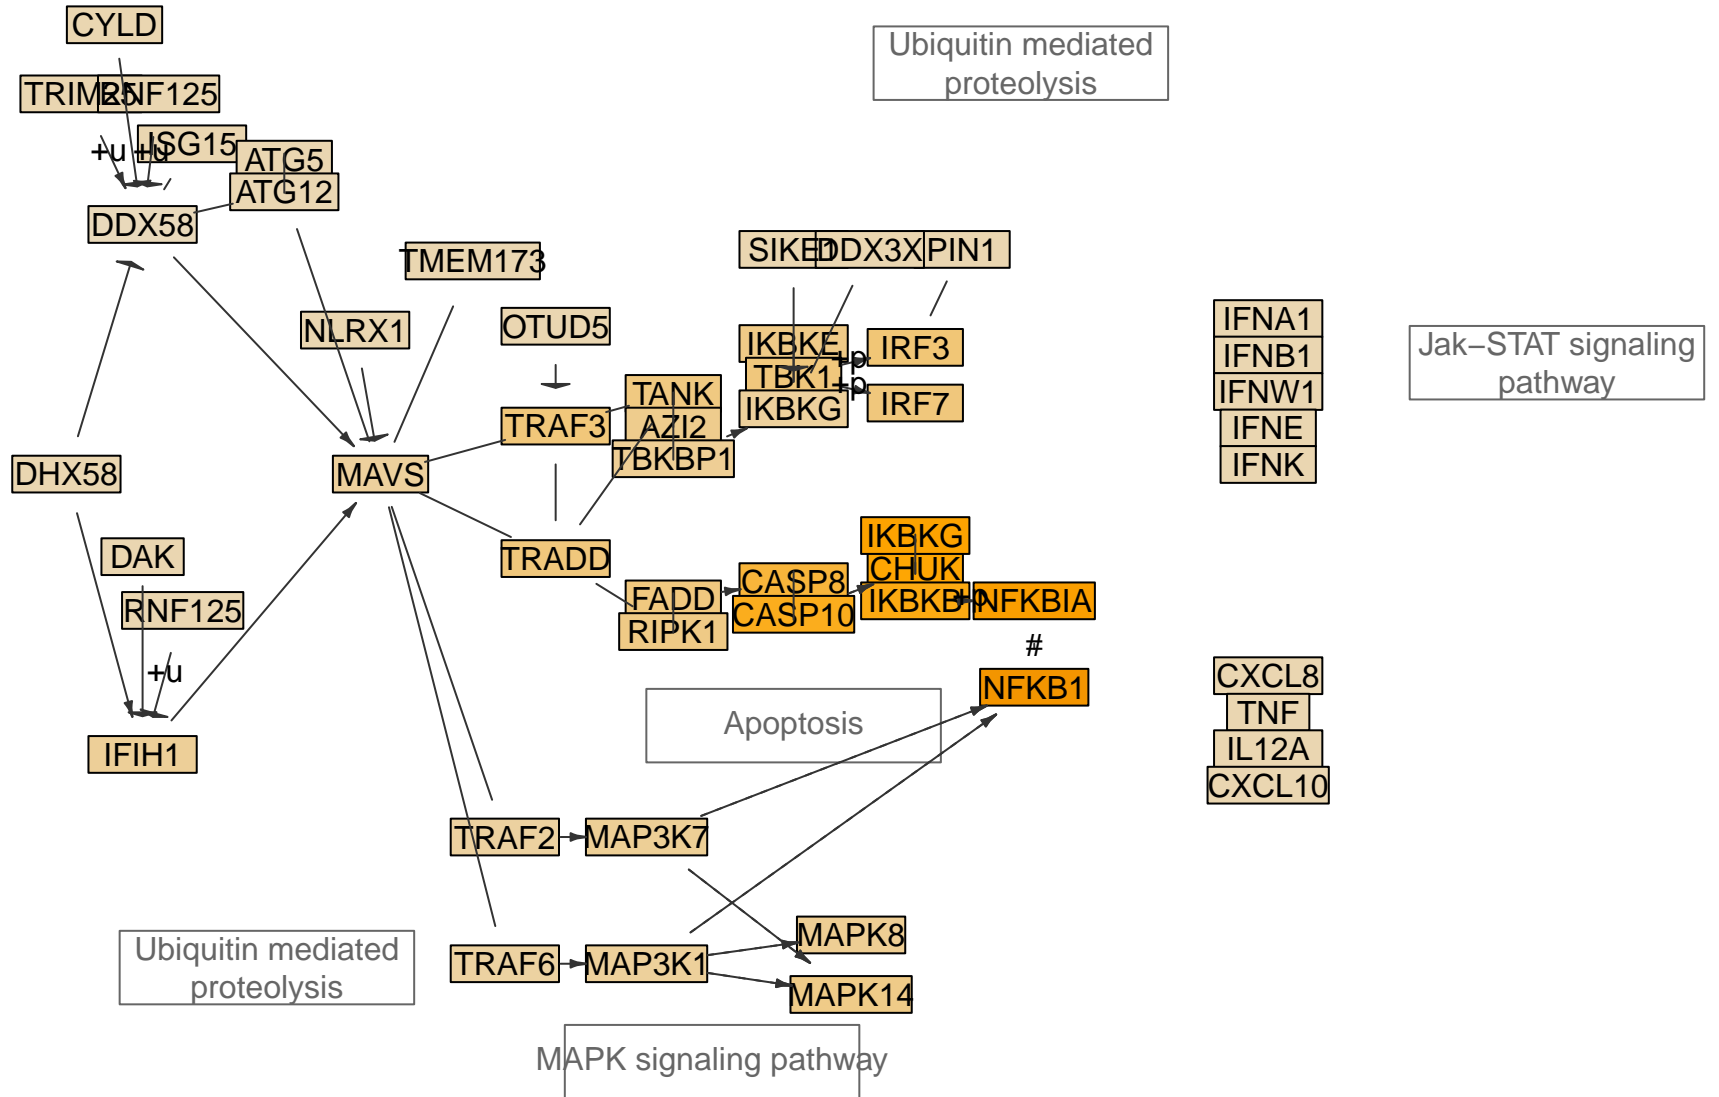 CYLD
Ubiquitin mediated
proteolysis
TRIM25
RNF125
ISG15
+u
+u
ATG5
ATG12
DDX58
TMEM173
SIKE1
DDX3X
PIN1
NLRX1
OTUD5
IKBKE
TBK1
IKBKG
+p
+p
IRF3
IRF7
IFNA1
IFNB1
IFNW1
IFNE
IFNK
Jak−STAT signaling
pathway
TANK
AZI2
TBKBP1
TRAF3
DHX58
MAVS
DAK
RNF125
+u
IFIH1
TRADD
FADD
RIPK1
CASP8
CASP10
IKBKG
CHUK
IKBKB
+p
NFKBIA
#
NFKB1
CXCL8
TNF
IL12A
CXCL10
Apoptosis
TRAF2
MAP3K7
Ubiquitin mediated
proteolysis
TRAF6
MAP3K1
MAPK8
MAPK14
MAPK signaling pathway